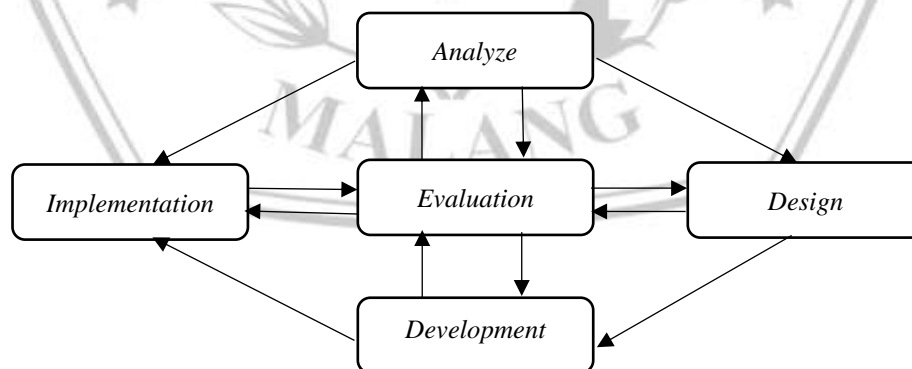 Analyze
MALANG
Implementation
Evaluation
Design
Development